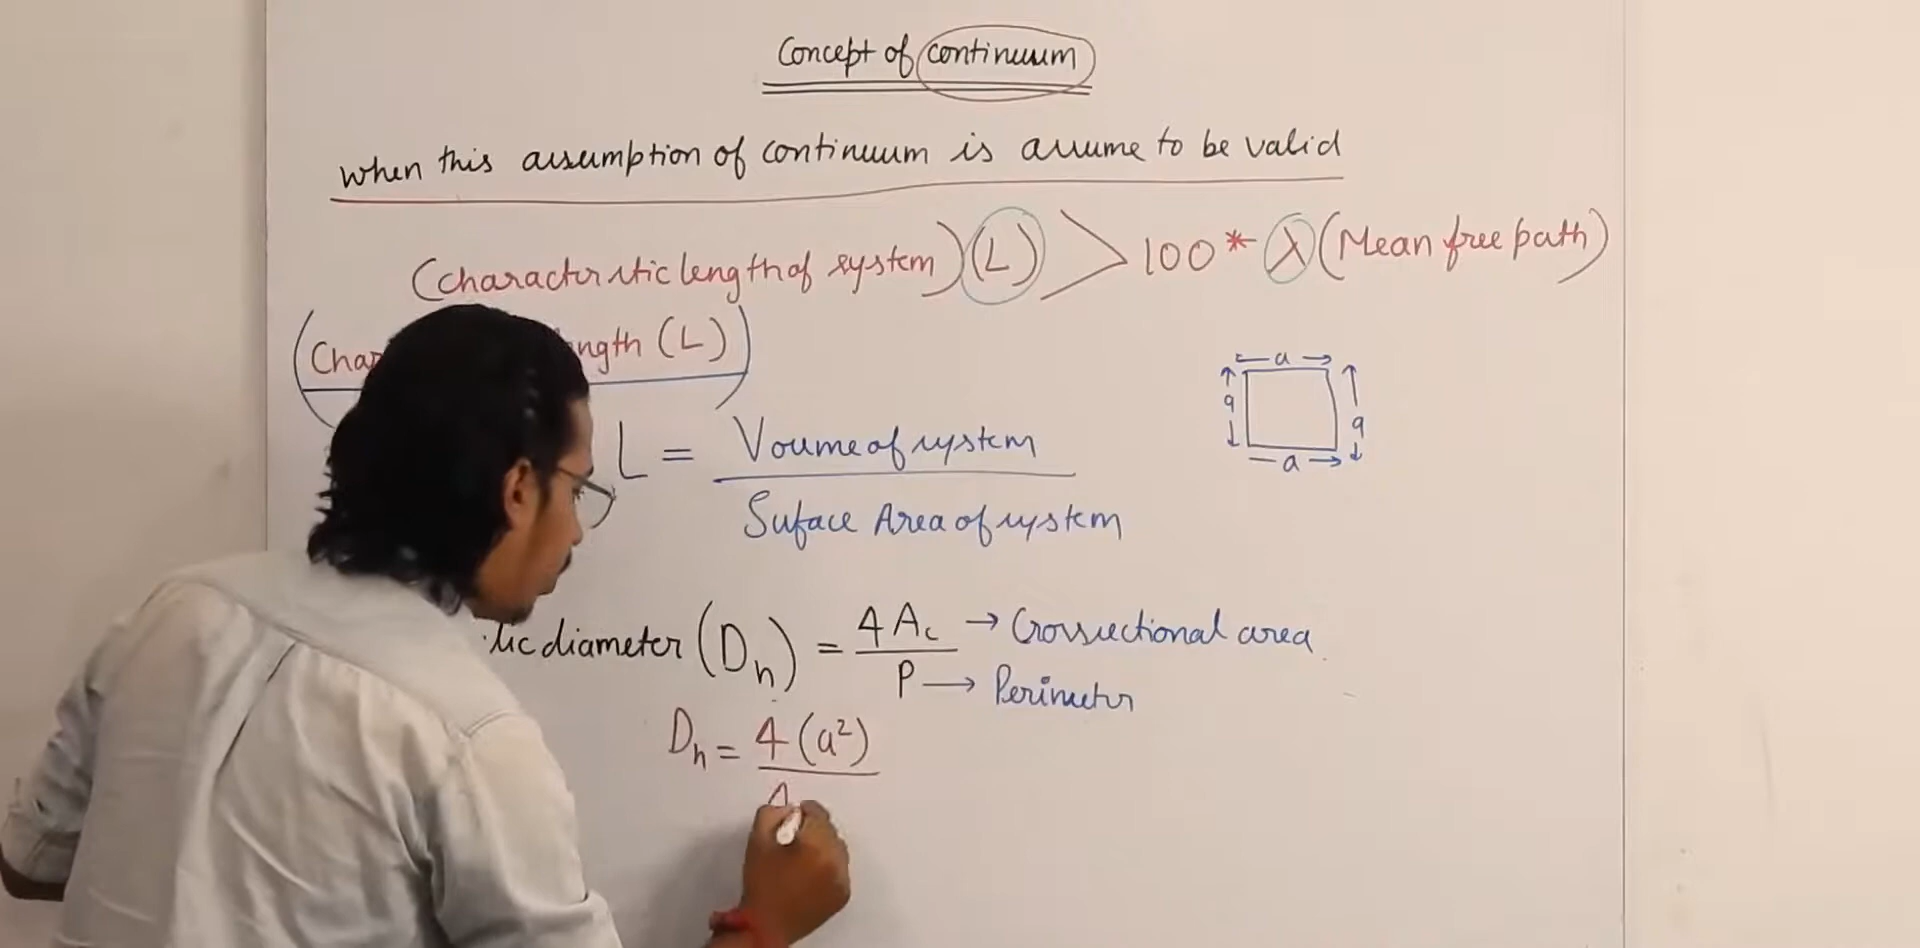 Concept of continuum
when this assumption of continuum is assume to be valid
(characteristic length of system) (L) > 100 * λ (Mean free path)
(Char ngth (L))
a
a
a
a
L = Voume of system
Suface Area of system
lic diameter (Dh) = 4Ac → Crossectional area
P → Perimeter
Dh = 4(a²)
4